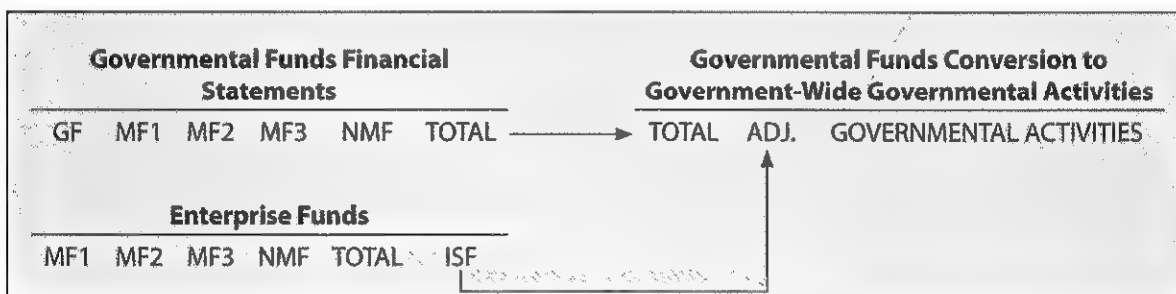 Governmental Funds Financial
Statements
GF MF1 MF2 MF3 NMF TOTAL
Governmental Funds Conversion to
Government-Wide Governmental Activities
TOTAL ADJ. GOVERNMENTAL ACTIVITIES
Enterprise Funds
MF1 MF2 MF3 NMF TOTAL ISF